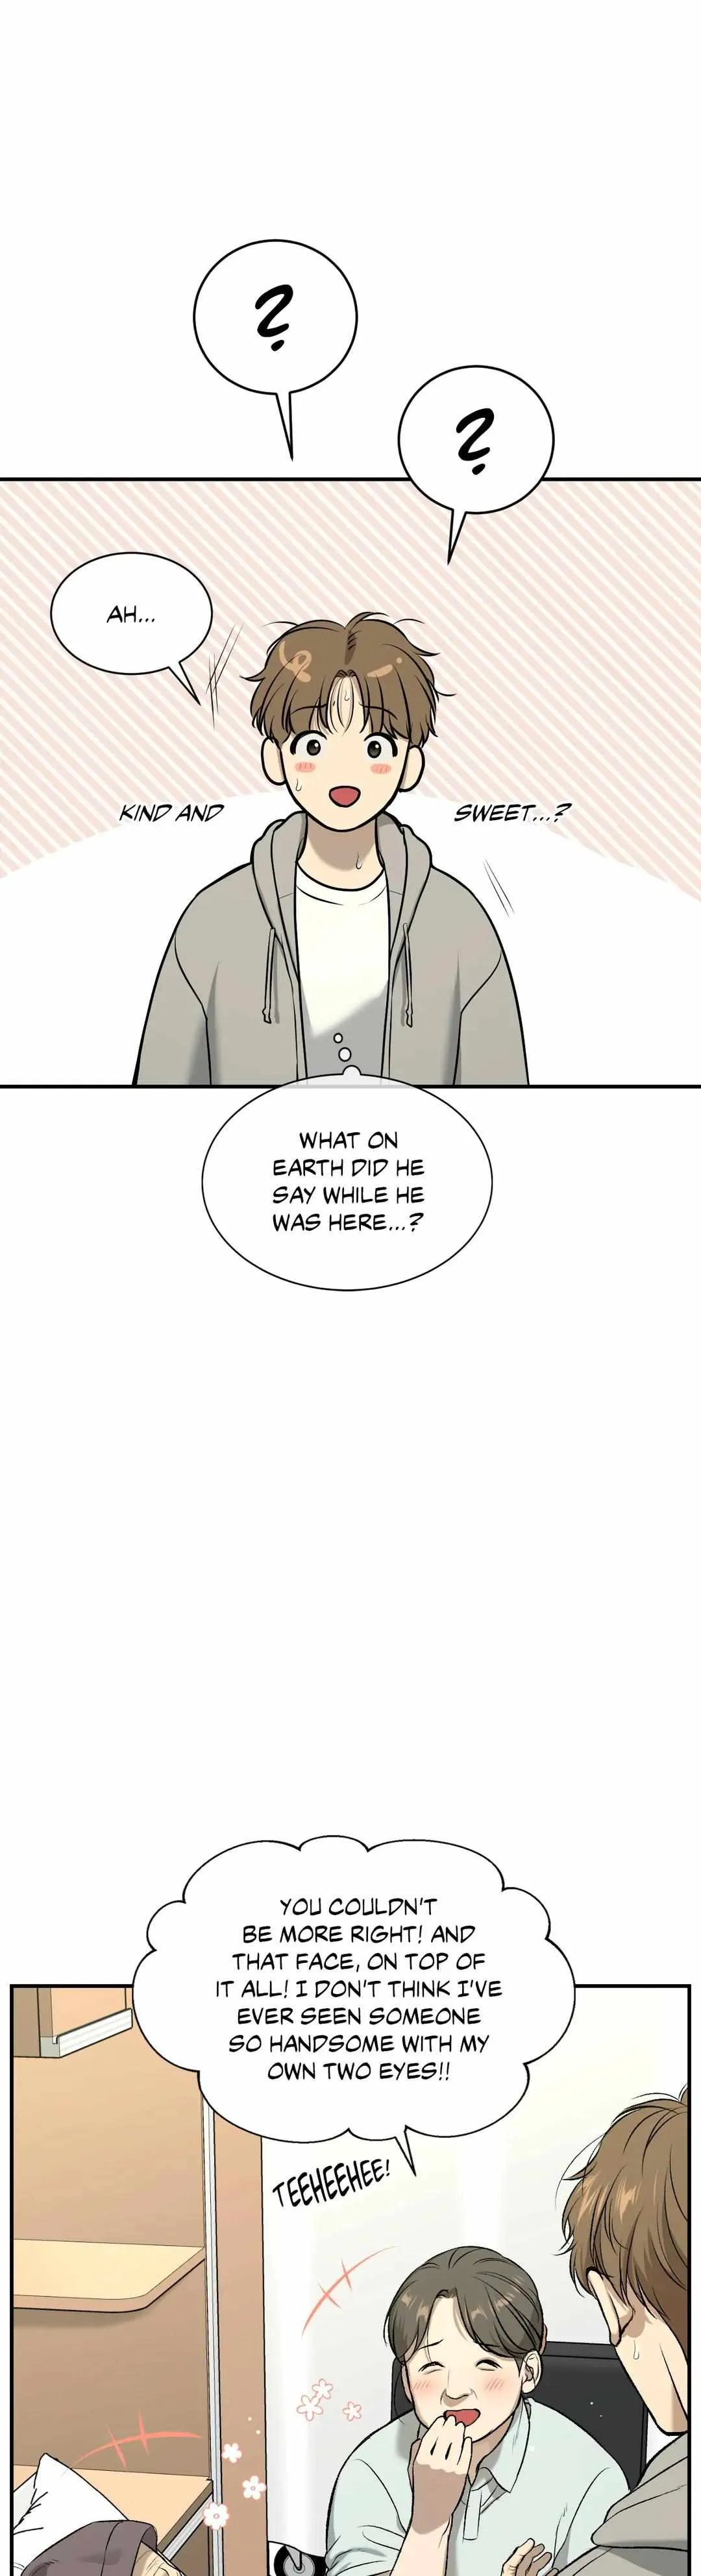 ?
?
AH...
KIND AND
SWEET...?
WHAT ON
EARTH DID HE
SAY WHILE HE
WAS HERE...?
YOU COULDN'T
BE MORE RIGHT! AND
THAT FACE, ON TOP OF
IT ALL! I DON'T THINK I'VE
EVER SEEN SOMEONE
SO HANDSOME WITH MY
OWN TWO EYES!!
TEEHEEHEE!